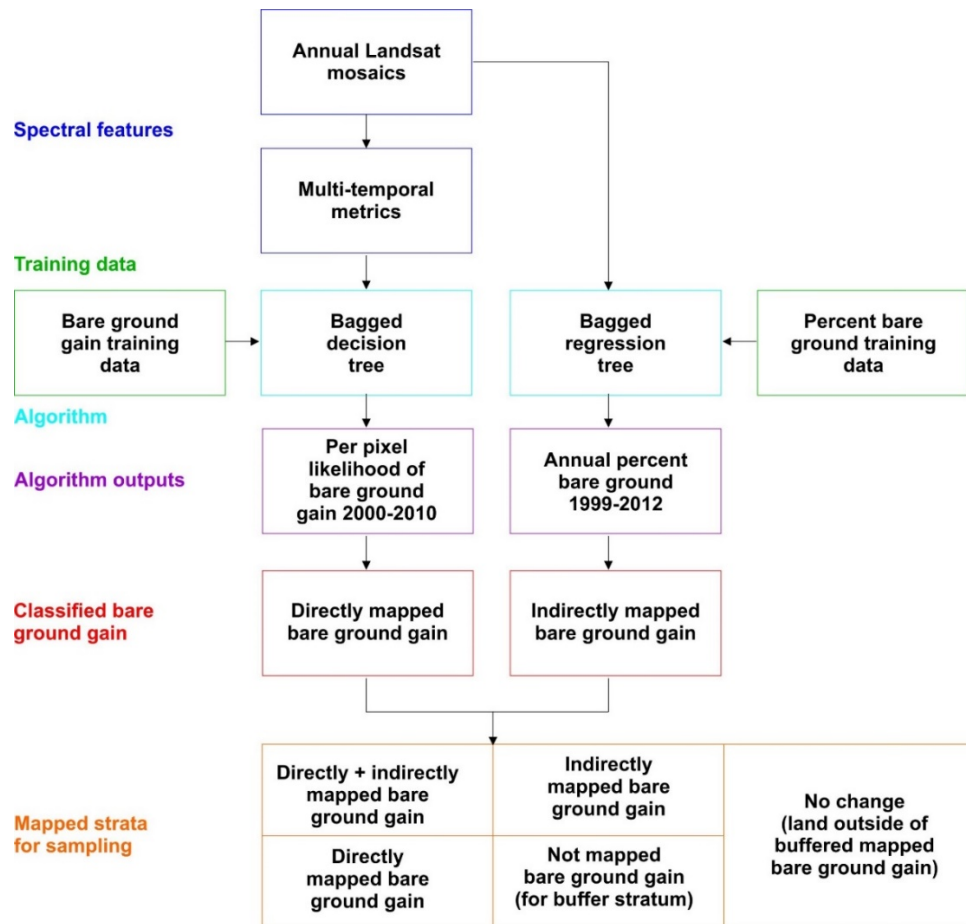 Annual Landsat
mosaics
Spectral features
Multi-temporal
metrics
Training data
Bare ground
gain training
data
Bagged
decision
tree
Bagged
regression
tree
Percent bare
ground training
data
Algorithm
Algorithm outputs
Per pixel
likelihood of
bare ground
gain 2000-2010
Annual percent
bare ground
1999-2012
Classified bare
ground gain
Directly mapped
bare ground gain
Indirectly mapped
bare ground gain
Mapped strata
for sampling
Directly + indirectly
mapped bare
ground gain
Indirectly
mapped bare
ground gain
No change
(land outside of
buffered mapped
bare ground gain)
Directly
mapped bare
ground gain
Not mapped
bare ground gain
(for buffer stratum)